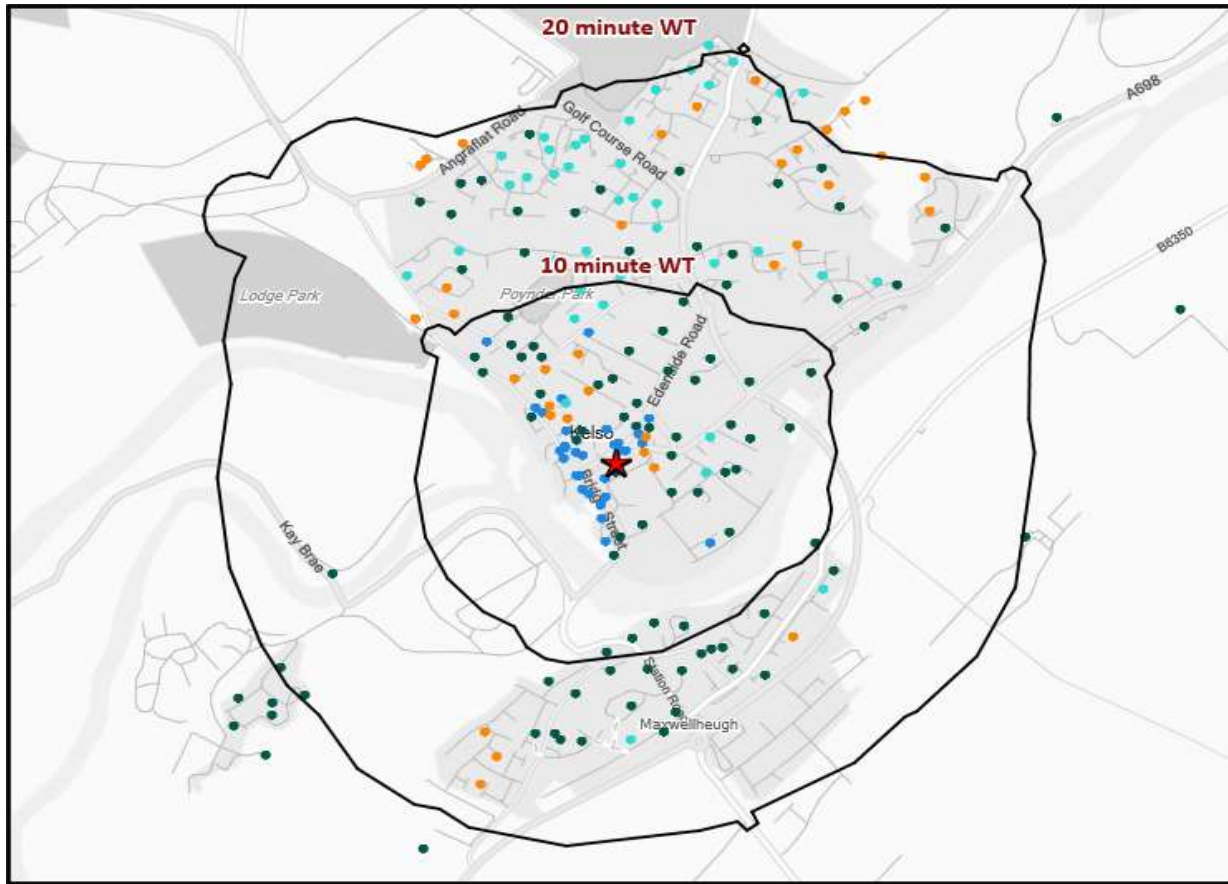 20 minute WT
A698
Golf Course Road
Angraflat Road
B6350
10 minute WT
Lodge Park
Poynder Park
Edenside Road
Kelso
Bridge Street
Kay Brae
Station Road
Maxwellheugh